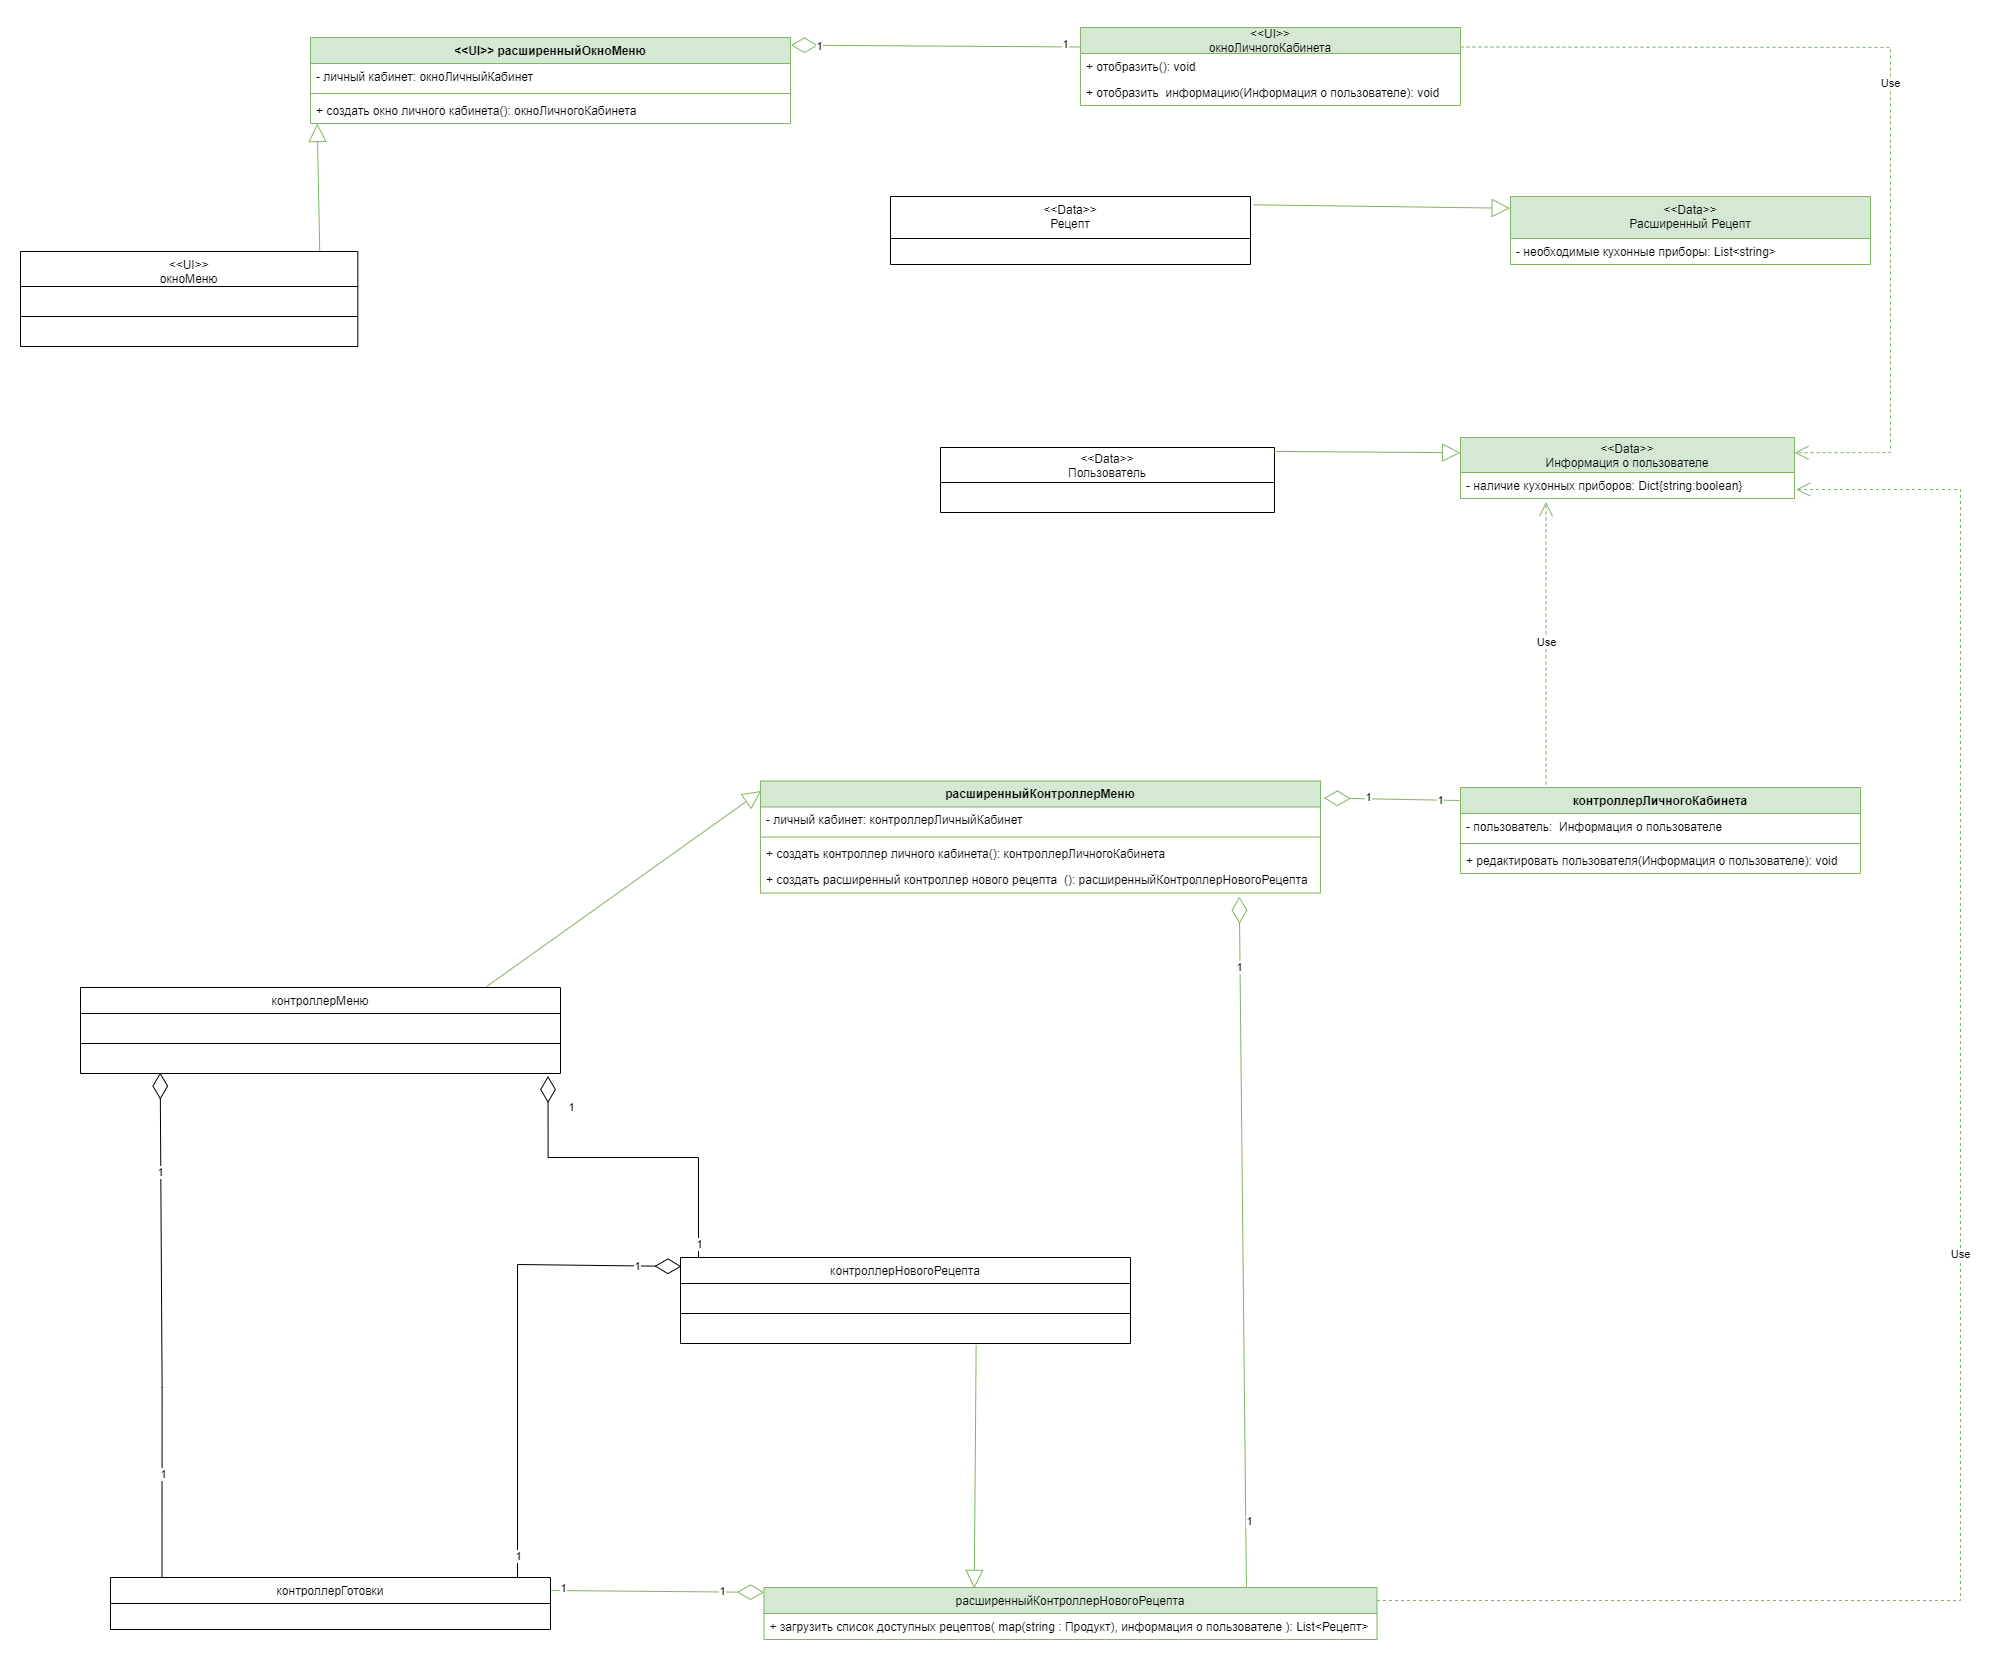 <<UI>> расширенныйОкноМеню
- личный кабинет: окноЛичныйКабинет
+ создать окно личного кабинета(): окноЛичногоКабинета
1
1
<<UI>>
окноЛичногоКабинета
+ отобразить(): void
+ отобразить  информацию(Информация о пользователе): void
Use
<<Data>>
Рецепт
<<Data>>
Расширенный Рецепт
- необходимые кухонные приборы: List<string>
<<UI>>
окноМеню
<<Data>>
Пользователь
<<Data>>
Информация о пользователе
- наличие кухонных приборов: Dict{string:boolean}
Use
расширенныйКонтроллерМеню
- личный кабинет: контроллерЛичныйКабинет
+ создать контроллер личного кабинета(): контроллерЛичногоКабинета
+ создать расширенный контроллер нового рецепта  (): расширенныйКонтроллерНовогоРецепта
1
1
контроллерЛичногоКабинета
- пользователь:  Информация о пользователе
+ редактировать пользователя(Информация о пользователе): void
1
контроллерМеню
1
1
1
1
контроллерНовогоРецепта
Use
1
1
1
контроллерГотовки
1
1
расширенныйКонтроллерНовогоРецепта
+ загрузить список доступных рецептов( map(string : Продукт), информация о пользователе ): List<Рецепт>